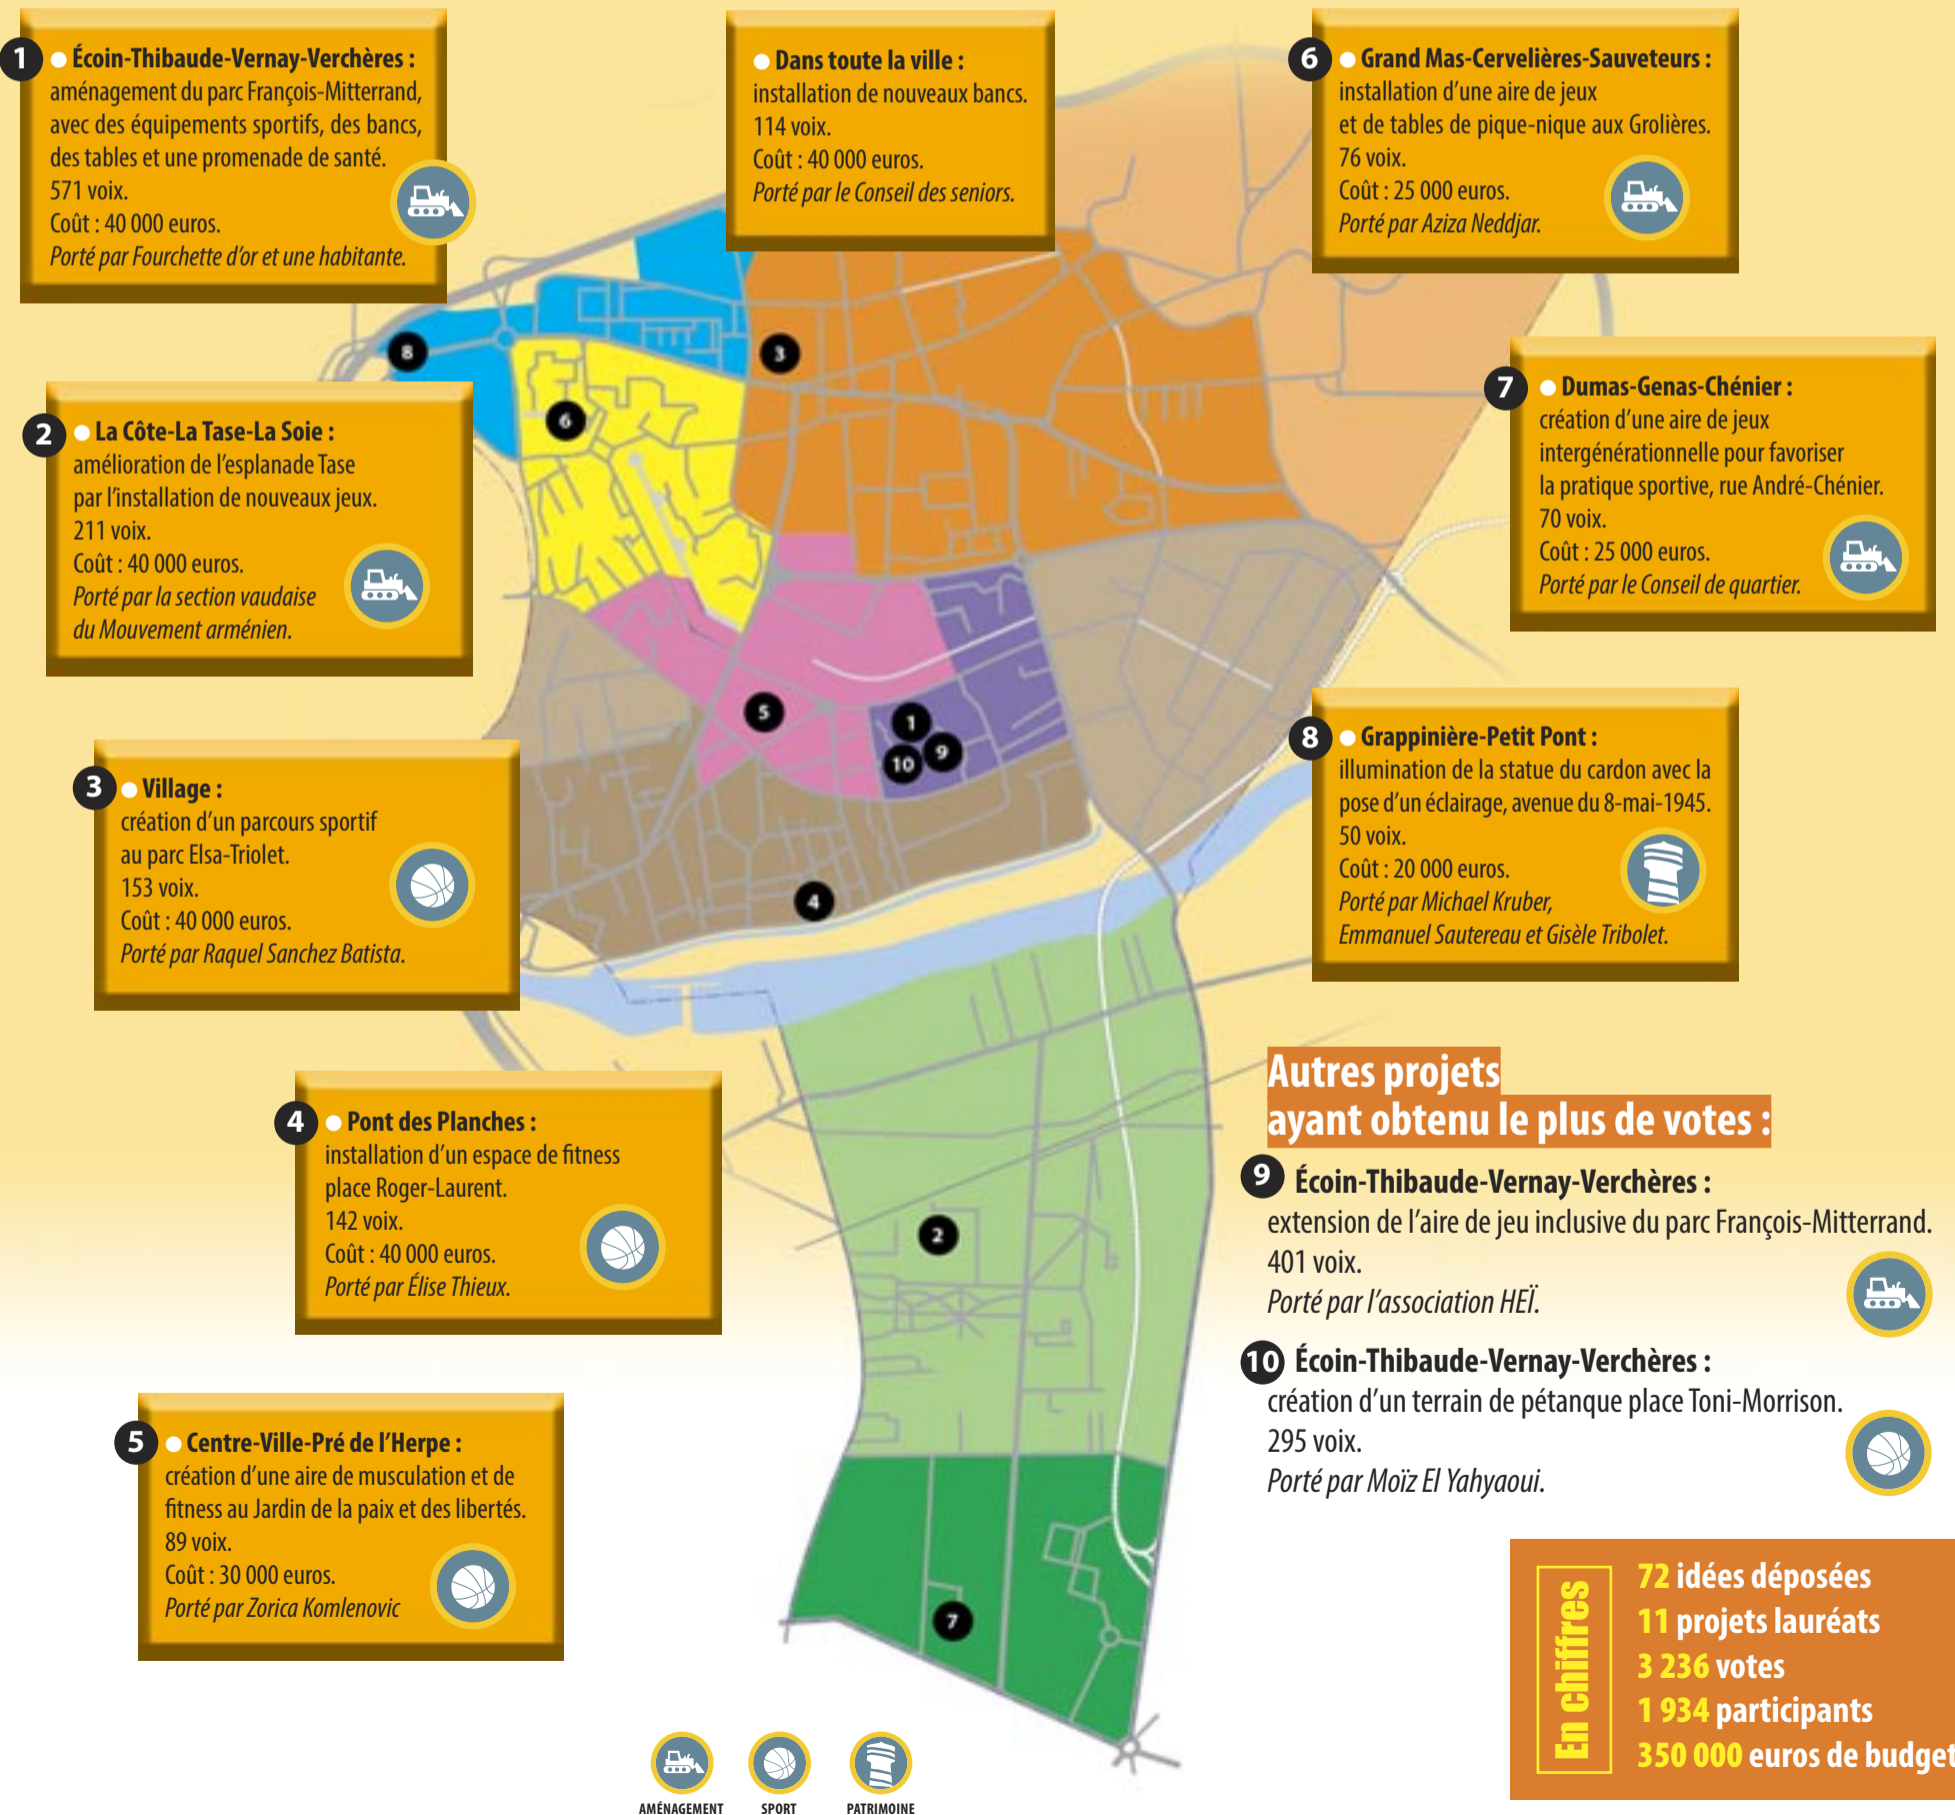 1 ● Écoin-Thibaude-Vernay-Verchères :
aménagement du parc François-Mitterrand,
avec des équipements sportifs, des bancs,
des tables et une promenade de santé.
571 voix.
Coût : 40 000 euros.
Porté par Fourchette d’or et une habitante.
● Dans toute la ville :
installation de nouveaux bancs.
114 voix.
Coût : 40 000 euros.
Porté par le Conseil des seniors.
6 ● Grand Mas-Cervelières-Sauveteurs :
installation d’une aire de jeux
et de tables de pique-nique aux Grolières.
76 voix.
Coût : 25 000 euros.
Porté par Aziza Neddjar.
2 ● La Côte-La Tase-La Soie :
amélioration de l’esplanade Tase
par l’installation de nouveaux jeux.
211 voix.
Coût : 40 000 euros.
Porté par la section vaudaise
du Mouvement arménien.
7 ● Dumas-Genas-Chénier :
création d’une aire de jeux
intergénérationnelle pour favoriser
la pratique sportive, rue André-Chénier.
70 voix.
Coût : 25 000 euros.
Porté par le Conseil de quartier.
3 ● Village :
création d’un parcours sportif
au parc Elsa-Triolet.
153 voix.
Coût : 40 000 euros.
Porté par Raquel Sanchez Batista.
8 ● Grappinière-Petit Pont :
illumination de la statue du cardon avec la
pose d’un éclairage, avenue du 8-mai-1945.
50 voix.
Coût : 20 000 euros.
Porté par Michael Kruber,
Emmanuel Sautereau et Gisèle Tribolet.
4 ● Pont des Planches :
installation d’un espace de fitness
place Roger-Laurent.
142 voix.
Coût : 40 000 euros.
Porté par Élise Thieux.
5 ● Centre-Ville-Pré de l’Herpe :
création d’une aire de musculation et de
fitness au Jardin de la paix et des libertés.
89 voix.
Coût : 30 000 euros.
Porté par Zorica Komlenovic
8
3
6
5
1
9
10
4
2
7
Autres projets
ayant obtenu le plus de votes :
9 Écoin-Thibaude-Vernay-Verchères :
extension de l’aire de jeu inclusive du parc François-Mitterrand.
401 voix.
Porté par l’association HEÏ.
10 Écoin-Thibaude-Vernay-Verchères :
création d’un terrain de pétanque place Toni-Morrison.
295 voix.
Porté par Moïz El Yahyaoui.
En chiffres
72 idées déposées
11 projets lauréats
3 236 votes
1 934 participants
350 000 euros de budget
AMÉNAGEMENT
SPORT
PATRIMOINE